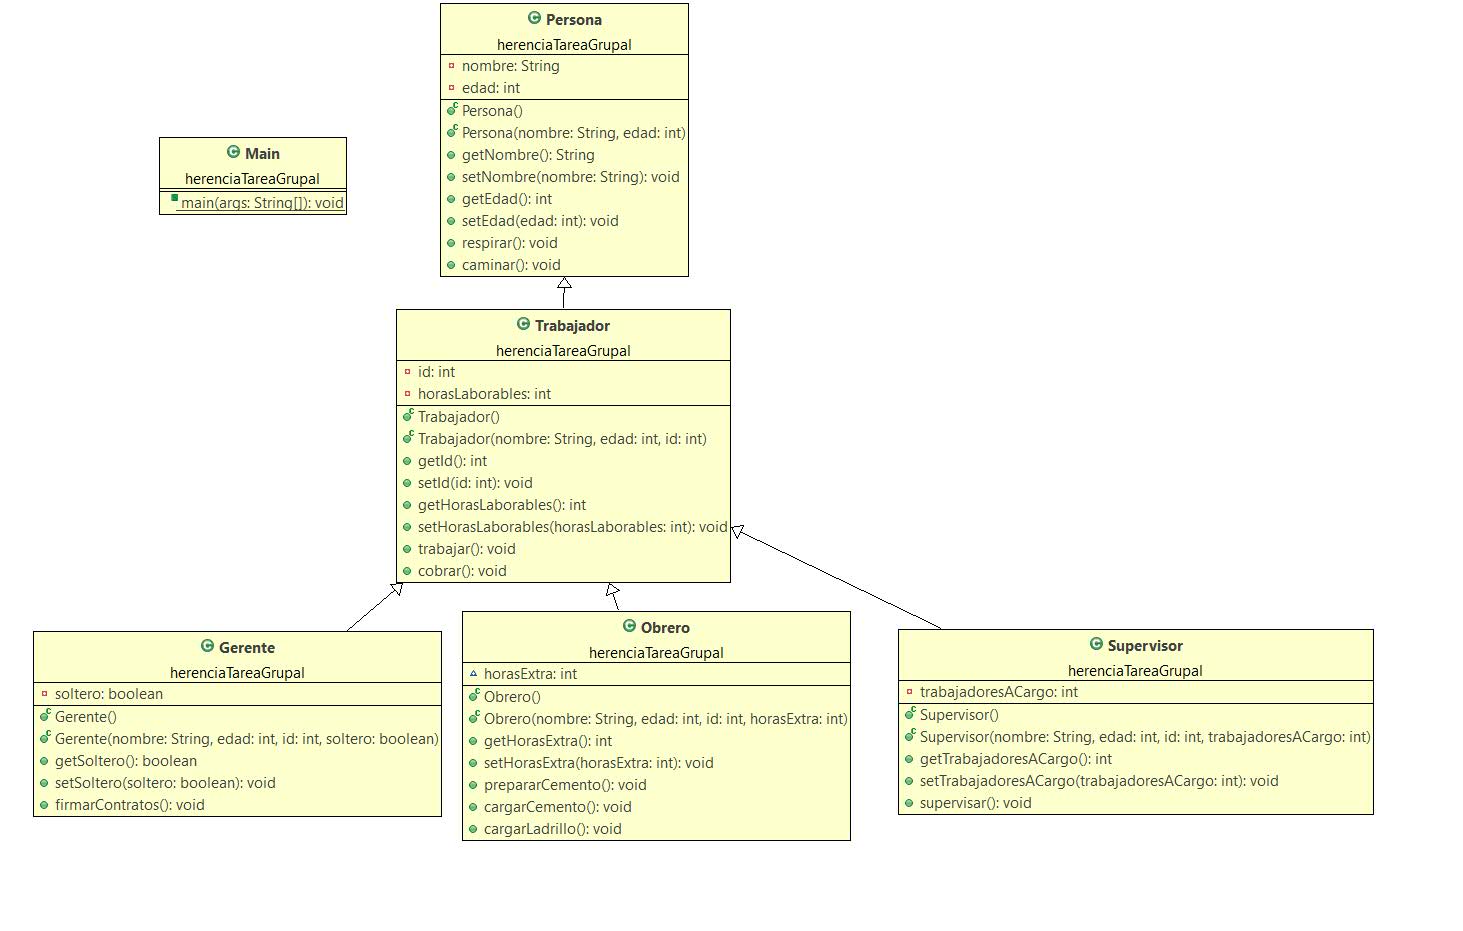 Persona
herenciaTareaGrupal
nombre: String
edad: int
Persona()
Persona(nombre: String, edad: int)
getNombre(): String
setNombre(nombre: String): void
getEdad(): int
setEdad(edad: int): void
respirar(): void
caminar(): void
Main
herenciaTareaGrupal
main(args: String[]): void
Trabajador
herenciaTareaGrupal
id: int
horasLaborables: int
Trabajador()
Trabajador(nombre: String, edad: int, id: int)
getId(): int
setId(id: int): void
getHorasLaborables(): int
setHorasLaborables(horasLaborables: int): void
trabajar(): void
cobrar(): void
Gerente
herenciaTareaGrupal
soltero: boolean
Gerente()
Gerente(nombre: String, edad: int, id: int, soltero: boolean)
getSoltero(): boolean
setSoltero(soltero: boolean): void
firmarContratos(): void
Obrero
herenciaTareaGrupal
horasExtra: int
Obrero()
Obrero(nombre: String, edad: int, id: int, horasExtra: int)
getHorasExtra(): int
setHorasExtra(horasExtra: int): void
prepararCemento(): void
cargarCemento(): void
cargarLadrillo(): void
Supervisor
herenciaTareaGrupal
trabajadoresACargo: int
Supervisor()
Supervisor(nombre: String, edad: int, id: int, trabajadoresACargo: int)
getTrabajadoresACargo(): int
setTrabajadoresACargo(trabajadoresACargo: int): void
supervisar(): void